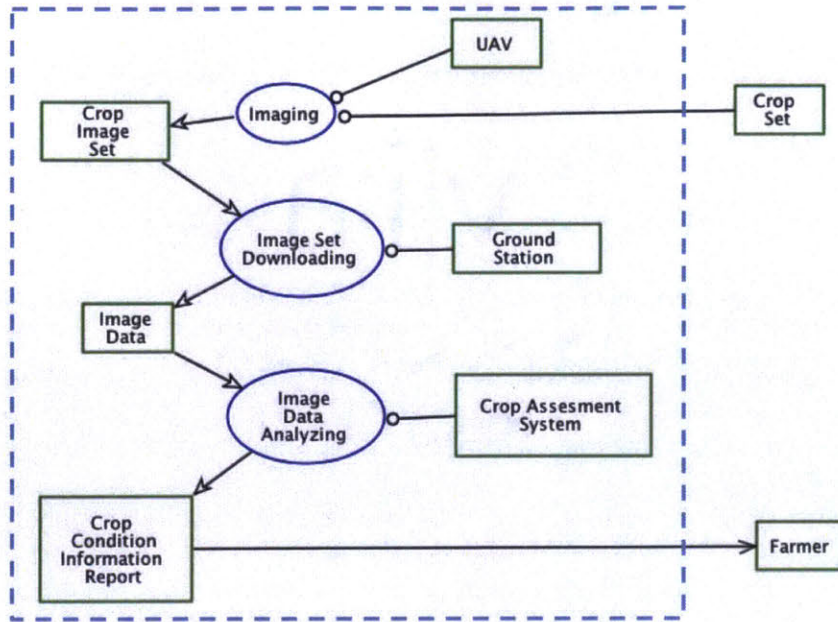 UAV
Imaging
Crop
Image
Set
Crop
Set
Image Set
Downloading
Ground
Station
Image
Data
Image
Data
Analyzing
Crop Assesment
System
Crop
Condition
Information
Report
Farmer